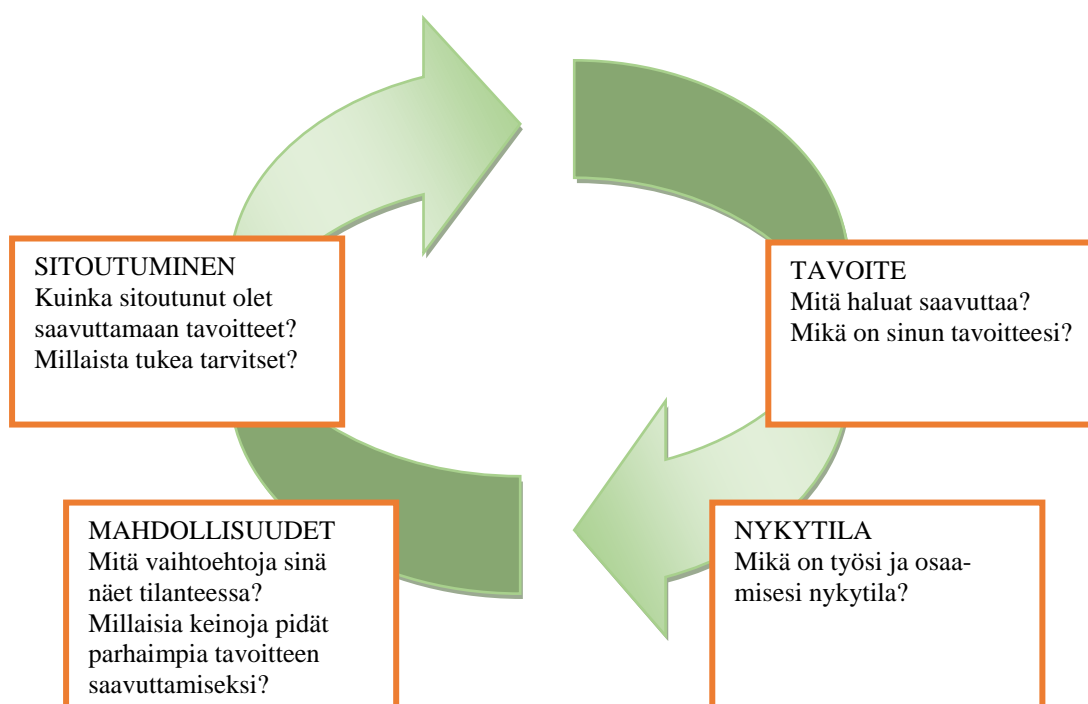 SITOUTUMINEN
Kuinka sitoutunut olet
saavuttamaan tavoitteet?
Millaista tukea tarvitset?
TAVOITE
Mitä haluat saavuttaa?
Mikä on sinun tavoitteesi?
MAHDOLLISUUDET
Mitä vaihtoehtoja sinä
näet tilanteessa?
Millaisia keinoja pidät
parhaimpia tavoitteen
saavuttamiseksi?
NYKYTILA
Mikä on työsi ja osaa-
misesi nykytila?